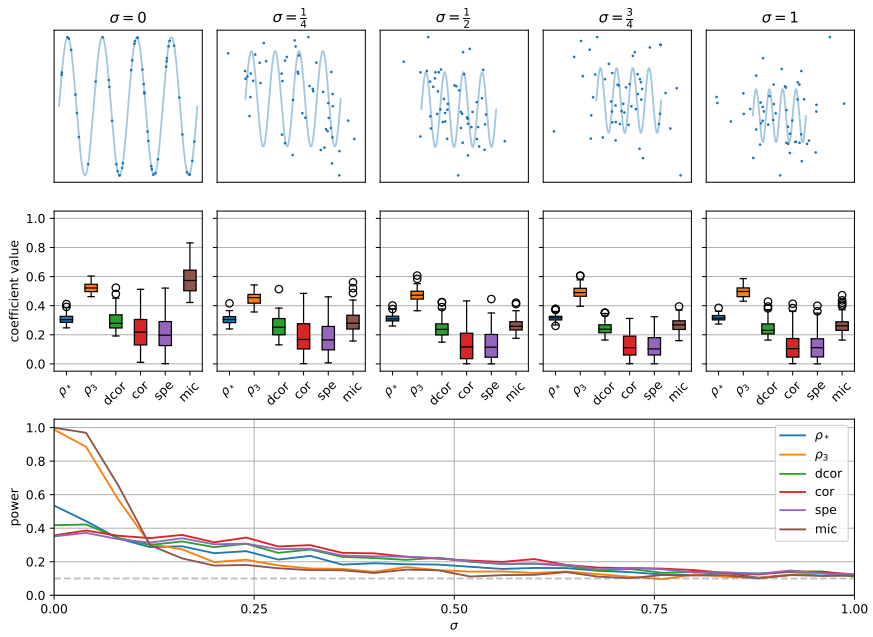 σ = 0 σ = 1/4 σ = 1/2 σ = 3/4 σ = 1
coefficient value
1.0
0.8
0.6
0.4
0.2
0.0
ρ* ρ3 dcor cor spe mic ρ* ρ3 dcor cor spe mic ρ* ρ3 dcor cor spe mic ρ* ρ3 dcor cor spe mic ρ* ρ3 dcor cor spe mic
power
1.0
0.8
0.6
0.4
0.2
0.0
ρ*
ρ3
dcor
cor
spe
mic
0.00 0.25 0.50 0.75 1.00
σ